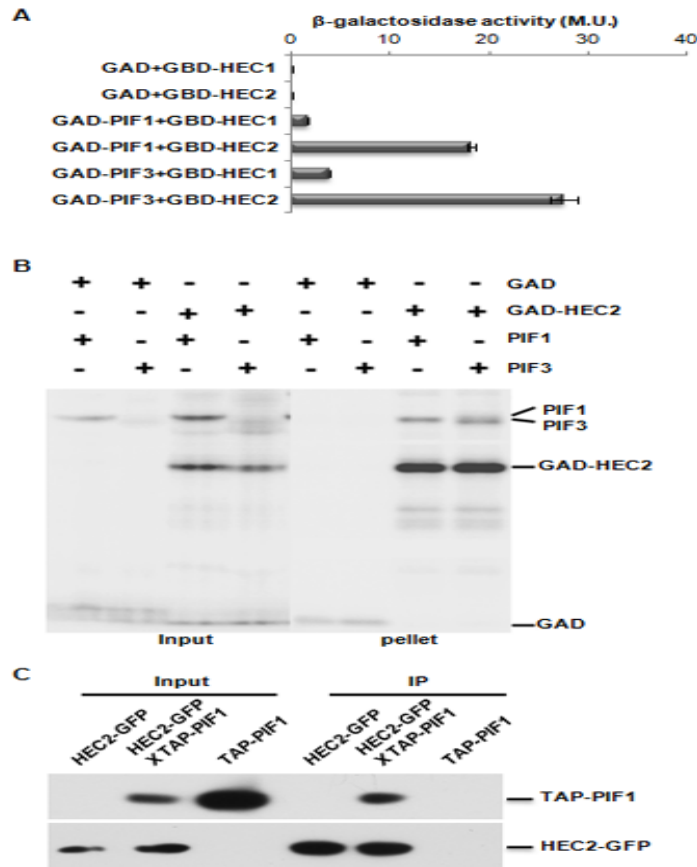 A
β-galactosidase activity (M.U.)
0 10 20 30 40
GAD+GBD-HEC1
GAD+GBD-HEC2
GAD-PIF1+GBD-HEC1
GAD-PIF1+GBD-HEC2
GAD-PIF3+GBD-HEC1
GAD-PIF3+GBD-HEC2
B
+ + - - + + - - GAD
- - + + - - + + GAD-HEC2
+ - + - + - + - PIF1
- + - + - + - + PIF3
PIF1
PIF3
GAD-HEC2
GAD
Input pellet
C
Input IP
HEC2-GFP
HEC2-GFP
XTAP-PIF1
TAP-PIF1
HEC2-GFP
HEC2-GFP
XTAP-PIF1
TAP-PIF1
TAP-PIF1
HEC2-GFP